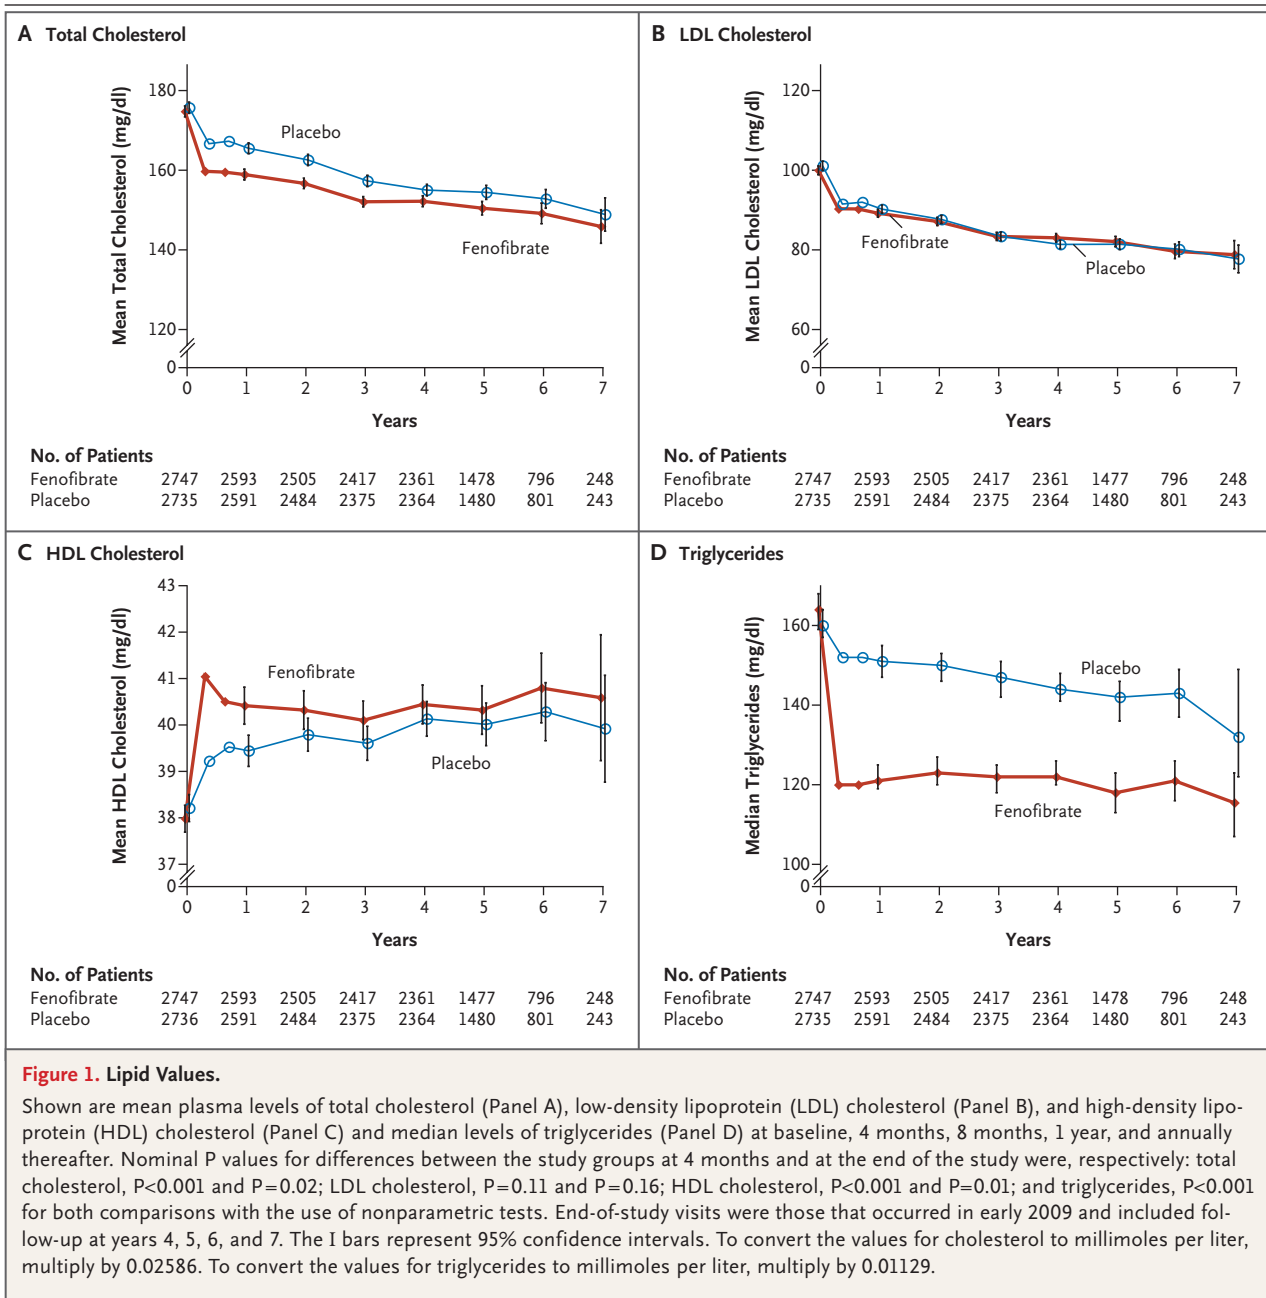 A Total Cholesterol
Mean Total Cholesterol (mg/dl)
180
160
140
120
0
Placebo
Fenofibrate
0 1 2 3 4 5 6 7
Years
No. of Patients
Fenofibrate 2747 2593 2505 2417 2361 1478 796 248
Placebo 2735 2591 2484 2375 2364 1480 801 243
B LDL Cholesterol
Mean LDL Cholesterol (mg/dl)
120
100
80
60
0
Fenofibrate
Placebo
0 1 2 3 4 5 6 7
Years
No. of Patients
Fenofibrate 2747 2593 2505 2417 2361 1477 796 248
Placebo 2735 2591 2484 2375 2364 1480 801 243
C HDL Cholesterol
Mean HDL Cholesterol (mg/dl)
43
42
41
40
39
38
37
0
Fenofibrate
Placebo
0 1 2 3 4 5 6 7
Years
No. of Patients
Fenofibrate 2747 2593 2505 2417 2361 1477 796 248
Placebo 2736 2591 2484 2375 2364 1480 801 243
D Triglycerides
Median Triglycerides (mg/dl)
160
140
120
100
0
Placebo
Fenofibrate
0 1 2 3 4 5 6 7
Years
No. of Patients
Fenofibrate 2747 2593 2505 2417 2361 1478 796 248
Placebo 2735 2591 2484 2375 2364 1480 801 243
Figure 1. Lipid Values.
Shown are mean plasma levels of total cholesterol (Panel A), low-density lipoprotein (LDL) cholesterol (Panel B), and high-density lipo-
protein (HDL) cholesterol (Panel C) and median levels of triglycerides (Panel D) at baseline, 4 months, 8 months, 1 year, and annually
thereafter. Nominal P values for differences between the study groups at 4 months and at the end of the study were, respectively: total
cholesterol, P<0.001 and P=0.02; LDL cholesterol, P=0.11 and P=0.16; HDL cholesterol, P<0.001 and P=0.01; and triglycerides, P<0.001
for both comparisons with the use of nonparametric tests. End-of-study visits were those that occurred in early 2009 and included fol-
low-up at years 4, 5, 6, and 7. The I bars represent 95% confidence intervals. To convert the values for cholesterol to millimoles per liter,
multiply by 0.02586. To convert the values for triglycerides to millimoles per liter, multiply by 0.01129.